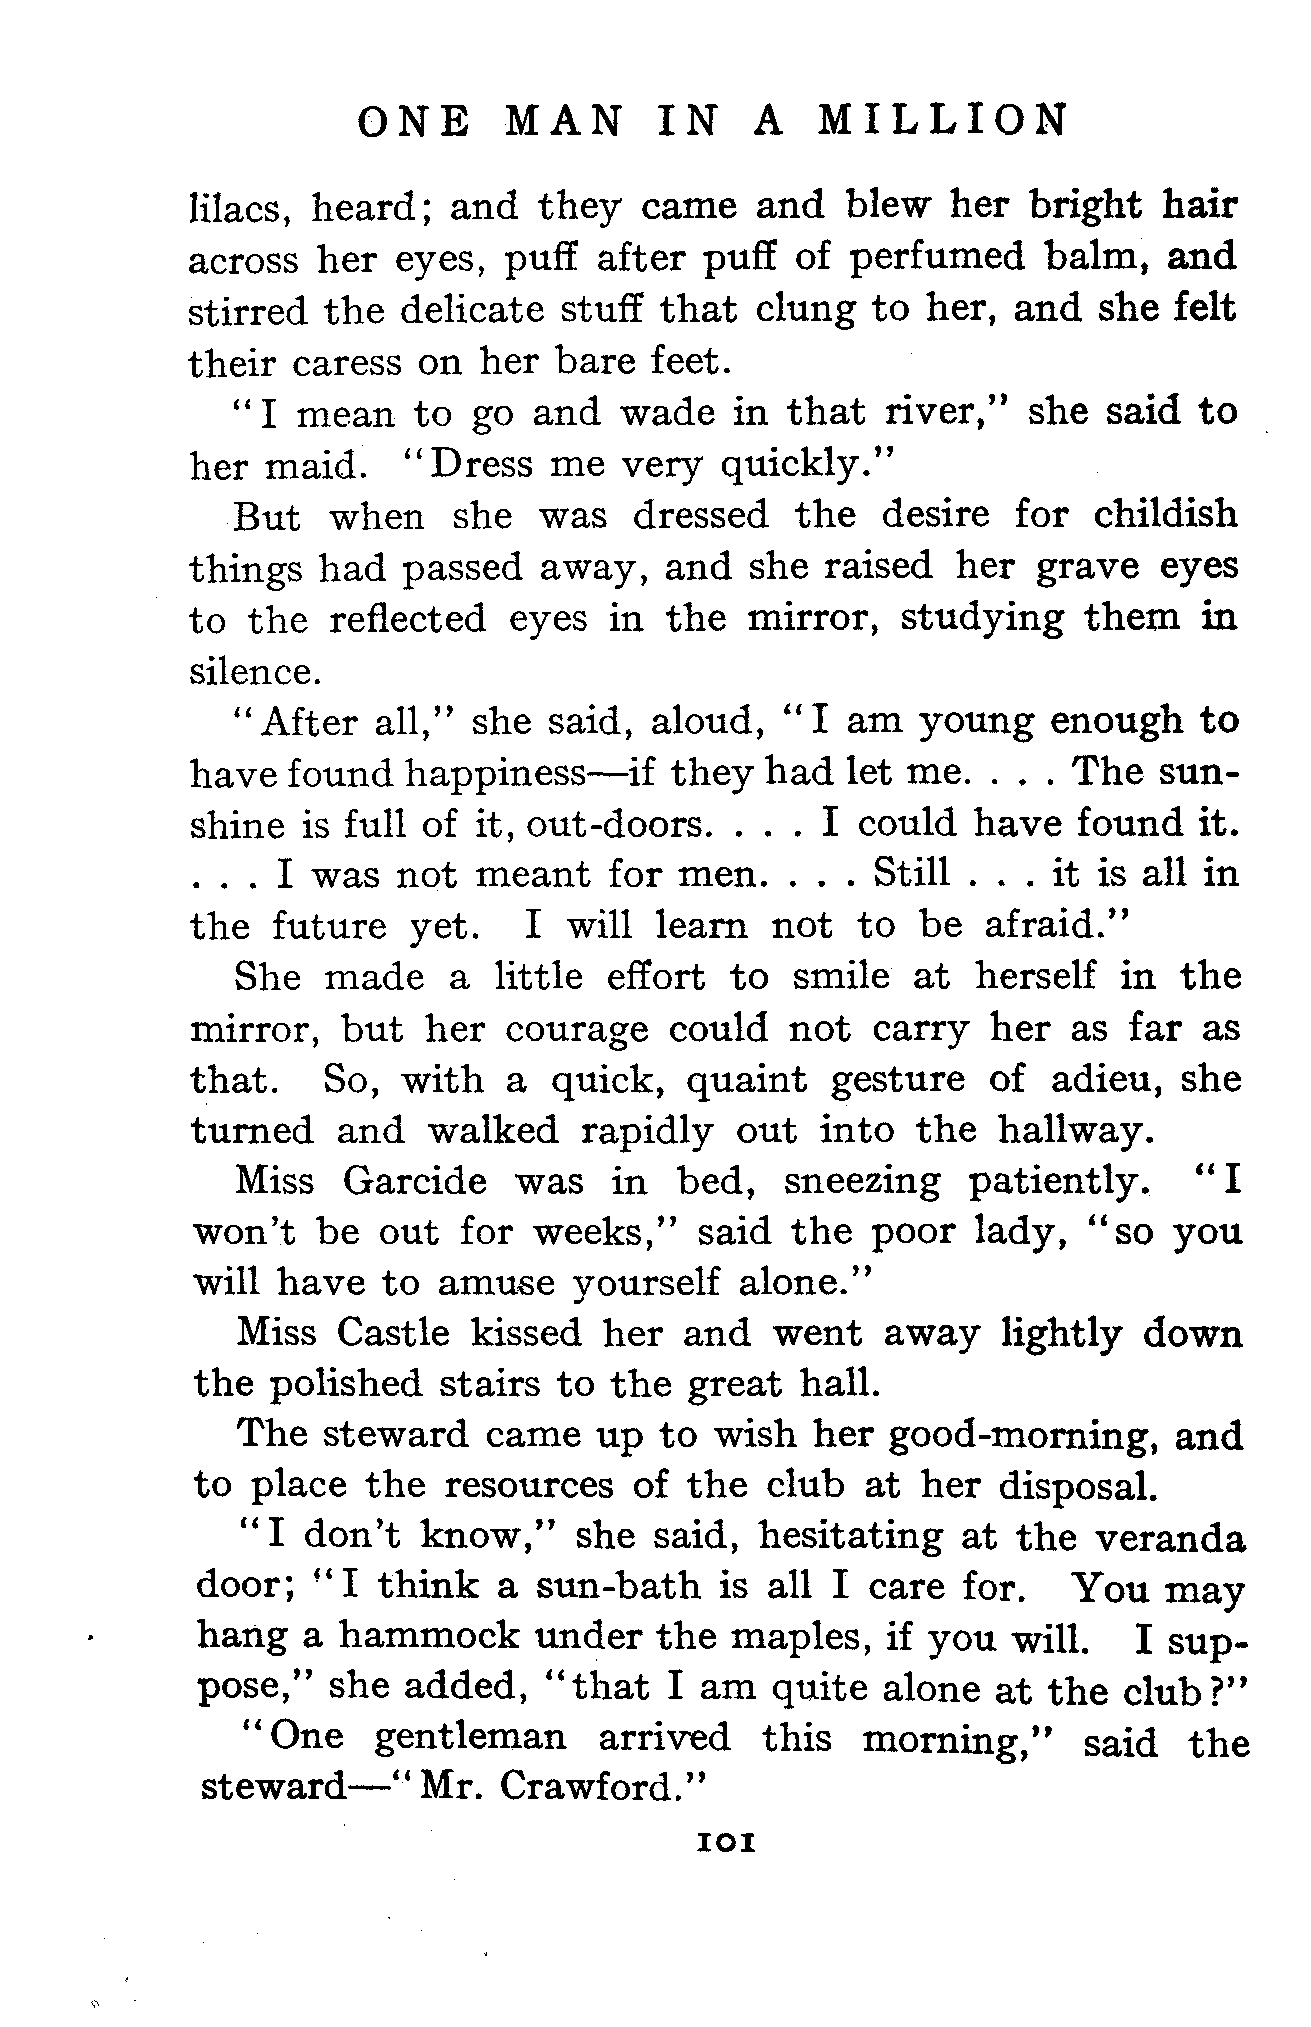 ONE MAN IN A MILLION
lilacs, heard; and they came and blew her bright hair
across her eyes, puff after puff of perfumed balm, and
stirred the delicate stuff that clung to her, and she felt
their caress on her bare feet.
"I mean to go and wade in that river," she said to
her maid. "Dress me very quickly."
But when she was dressed the desire for childish
things had passed away, and she raised her grave eyes
to the reflected eyes in the mirror, studying them in
silence.
"After all," she said, aloud, "I am young enough to
have found happiness—if they had let me. . . . The sun-
shine is full of it, out-doors. . . . I could have found it.
. . . I was not meant for men. . . . Still . . . it is all in
the future yet. I will learn not to be afraid."
She made a little effort to smile at herself in the
mirror, but her courage could not carry her as far as
that. So, with a quick, quaint gesture of adieu, she
turned and walked rapidly out into the hallway.
Miss Garcide was in bed, sneezing patiently. "I
won't be out for weeks," said the poor lady, "so you
will have to amuse yourself alone."
Miss Castle kissed her and went away lightly down
the polished stairs to the great hall.
The steward came up to wish her good-morning, and
to place the resources of the club at her disposal.
"I don't know," she said, hesitating at the veranda
door; "I think a sun-bath is all I care for. You may
hang a hammock under the maples, if you will. I sup-
pose," she added, "that I am quite alone at the club?"
"One gentleman arrived this morning," said the
steward—"Mr. Crawford."
101